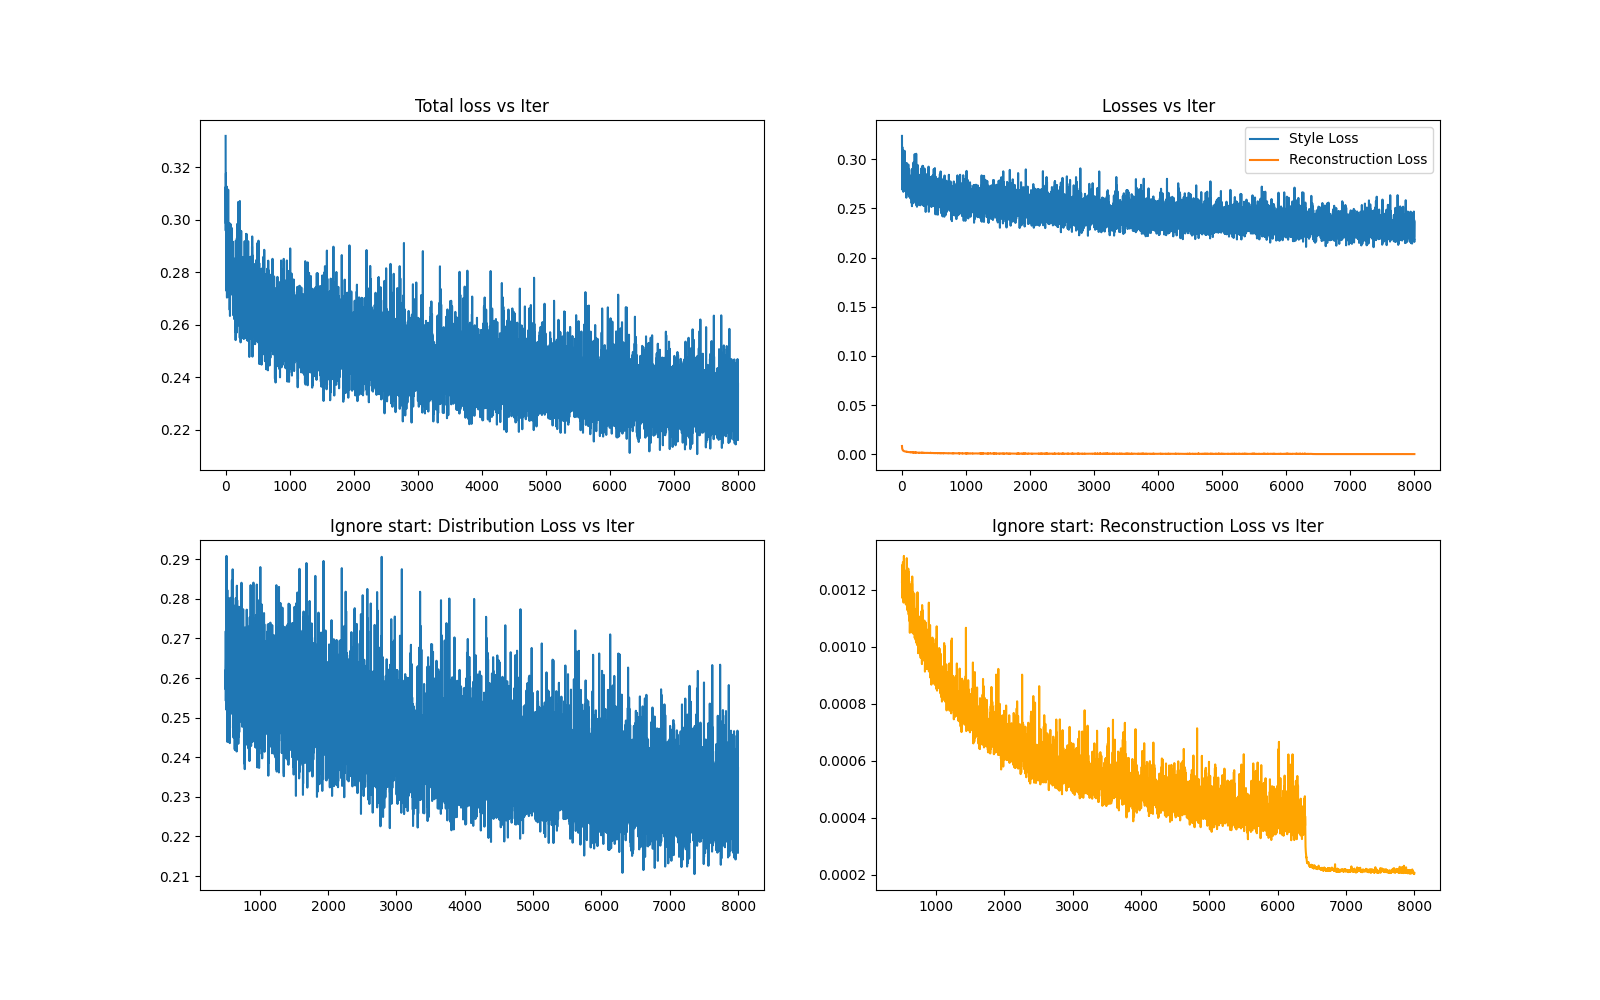 Total loss vs Iter
0.32
0.30
0.28
0.26
0.24
0.22
0 1000 2000 3000 4000 5000 6000 7000 8000
Losses vs Iter
Style Loss
Reconstruction Loss
0.30
0.25
0.20
0.15
0.10
0.05
0.00
0 1000 2000 3000 4000 5000 6000 7000 8000
Ignore start: Distribution Loss vs Iter
0.29
0.28
0.27
0.26
0.25
0.24
0.23
0.22
0.21
1000 2000 3000 4000 5000 6000 7000 8000
Ignore start: Reconstruction Loss vs Iter
0.0012
0.0010
0.0008
0.0006
0.0004
0.0002
1000 2000 3000 4000 5000 6000 7000 8000